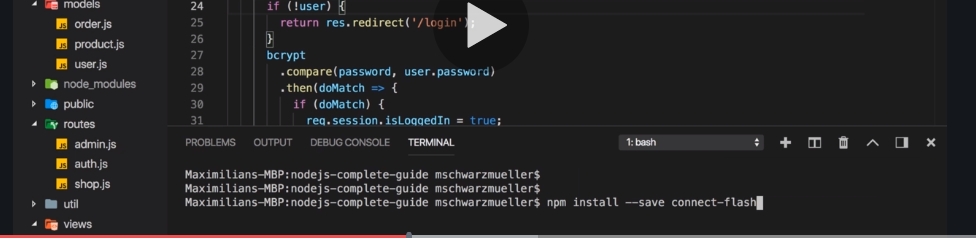 models
order.js
product.js
user.js
node_modules
public
routes
admin.js
auth.js
shop.js
util
views
24 if (!user) {
25 return res.redirect('/login');
26 }
27 bcrypt
28 .compare(password, user.password)
29 .then(doMatch => {
30 if (doMatch) {
31 req.session.isLoggedIn = true;
PROBLEMS OUTPUT DEBUG CONSOLE TERMINAL 1: bash
Maximilians-MBP:nodejs-complete-guide mschwarzmueller$
Maximilians-MBP:nodejs-complete-guide mschwarzmueller$
Maximilians-MBP:nodejs-complete-guide mschwarzmueller$ npm install --save connect-flash